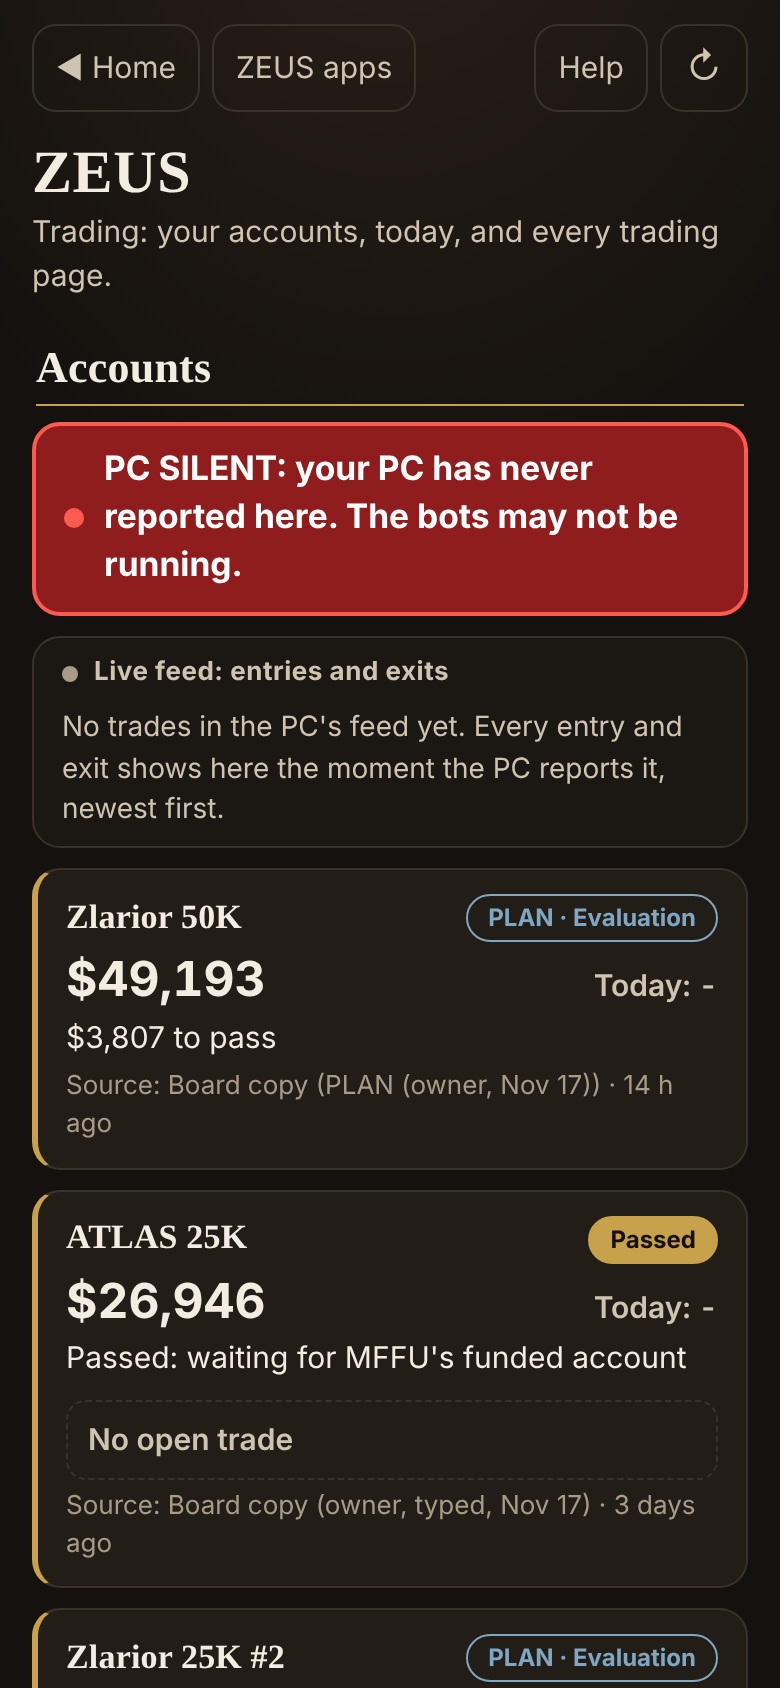 ◀ Home
ZEUS apps
Help
↻
ZEUS
Trading: your accounts, today, and every trading
page.
Accounts
PC SILENT: your PC has never
reported here. The bots may not be
running.
Live feed: entries and exits
No trades in the PC's feed yet. Every entry and
exit shows here the moment the PC reports it,
newest first.
Zlarior 50K
PLAN · Evaluation
$49,193
Today: -
$3,807 to pass
Source: Board copy (PLAN (owner, Nov 17)) · 14 h
ago
ATLAS 25K
Passed
$26,946
Today: -
Passed: waiting for MFFU's funded account
No open trade
Source: Board copy (owner, typed, Nov 17) · 3 days
ago
Zlarior 25K #2
PLAN · Evaluation